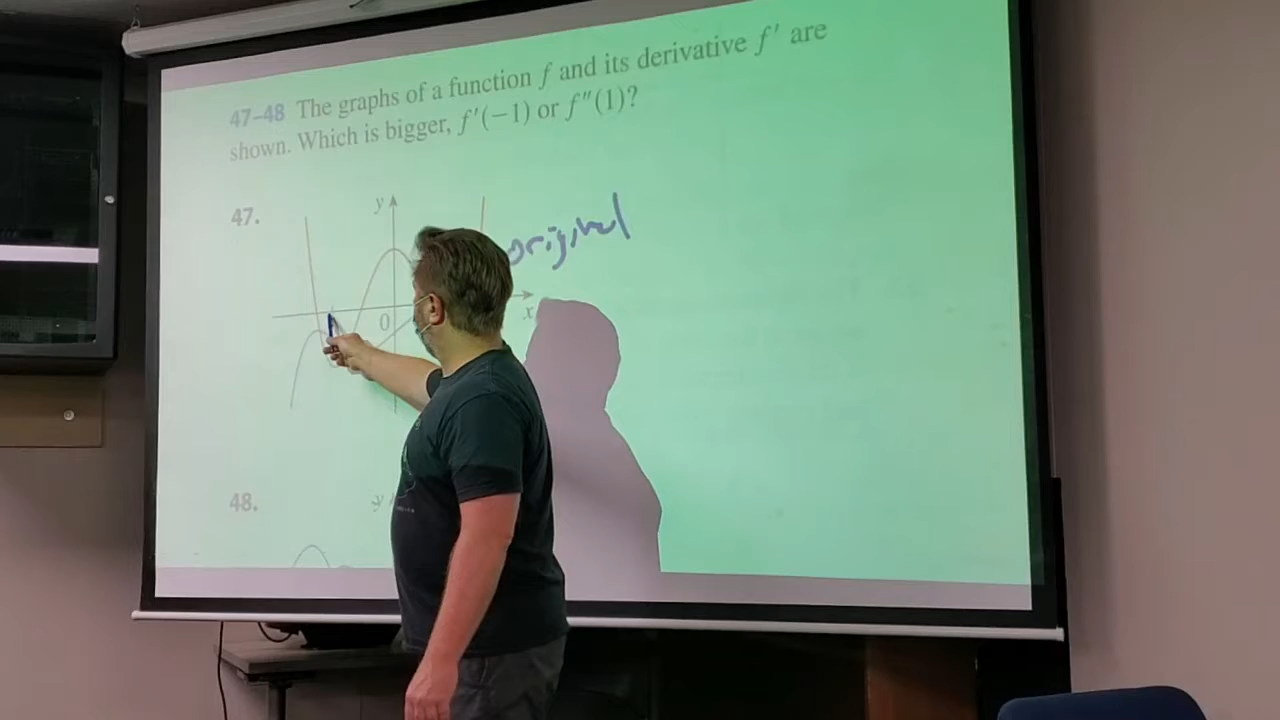 47–48 The graphs of a function f and its derivative f′ are
shown. Which is bigger, f′(−1) or f″(1)?
47.
y
original
0
x
48.
y